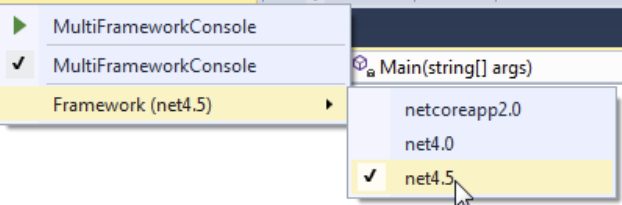 MultiFrameworkConsole
MultiFrameworkConsole
Main(string[] args)
Framework (net4.5)
netcoreapp2.0
net4.0
net4.5